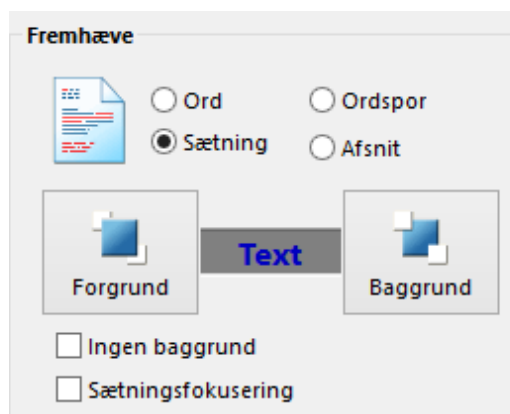 Fremhæve
Ord
Ordspor
Sætning
Afsnit
Forgrund
Text
Baggrund
Ingen baggrund
Sætningsfokusering